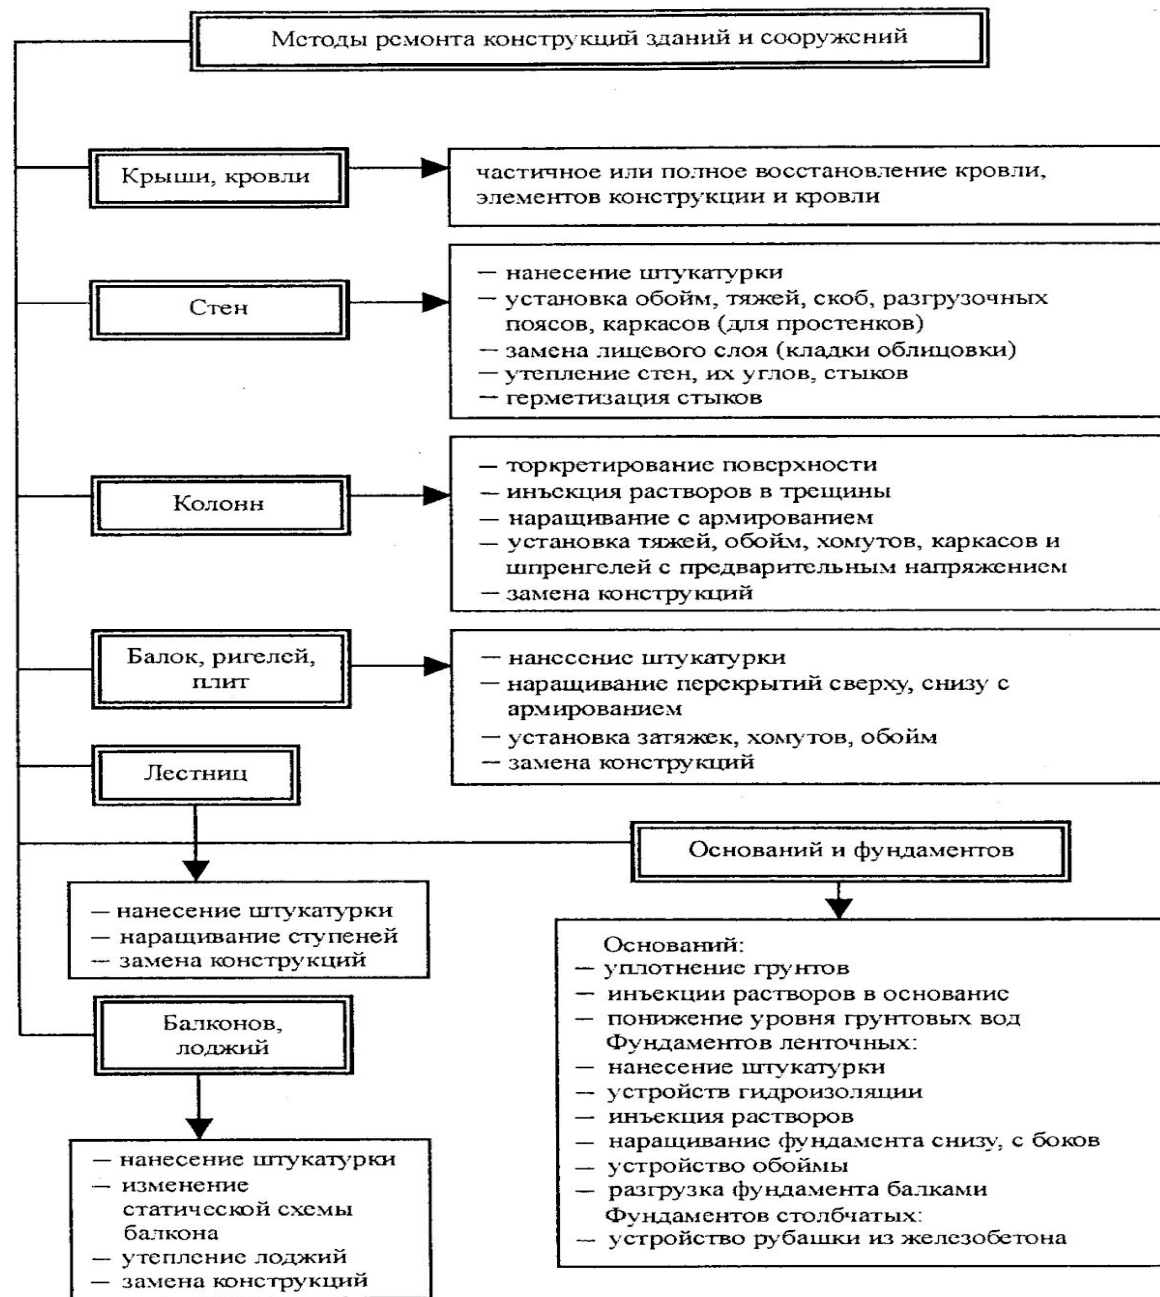 Методы ремонта конструкций зданий и сооружений
Крыши, кровли
частичное или полное восстановление кровли,
элементов конструкции и кровли
Стен
— нанесение штукатурки
— установка обойм, тяжей, скоб, разгрузочных
поясов, каркасов (для простенков)
— замена лицевого слоя (кладки облицовки)
— утепление стен, их углов, стыков
— герметизация стыков
Колонн
— торкретирование поверхности
— инъекция растворов в трещины
— наращивание с армированием
— установка тяжей, обойм, хомутов, каркасов и
шпренгелей с предварительным напряжением
— замена конструкций
Балок, ригелей,
плит
— нанесение штукатурки
— наращивание перекрытий сверху, снизу с
армированием
— установка затяжек, хомутов, обойм
— замена конструкций
Лестниц
— нанесение штукатурки
— наращивание ступеней
— замена конструкций
Оснований и фундаментов
Оснований:
— уплотнение грунтов
— инъекции растворов в основание
— понижение уровня грунтовых вод
Фундаментов ленточных:
— нанесение штукатурки
— устройств гидроизоляции
— инъекция растворов
— наращивание фундамента снизу, с боков
— устройство обоймы
— разгрузка фундамента балками
Фундаментов столбчатых:
— устройство рубашки из железобетона
Балконов,
лоджий
— нанесение штукатурки
— изменение
статической схемы
балкона
— утепление лоджий
— замена конструкций